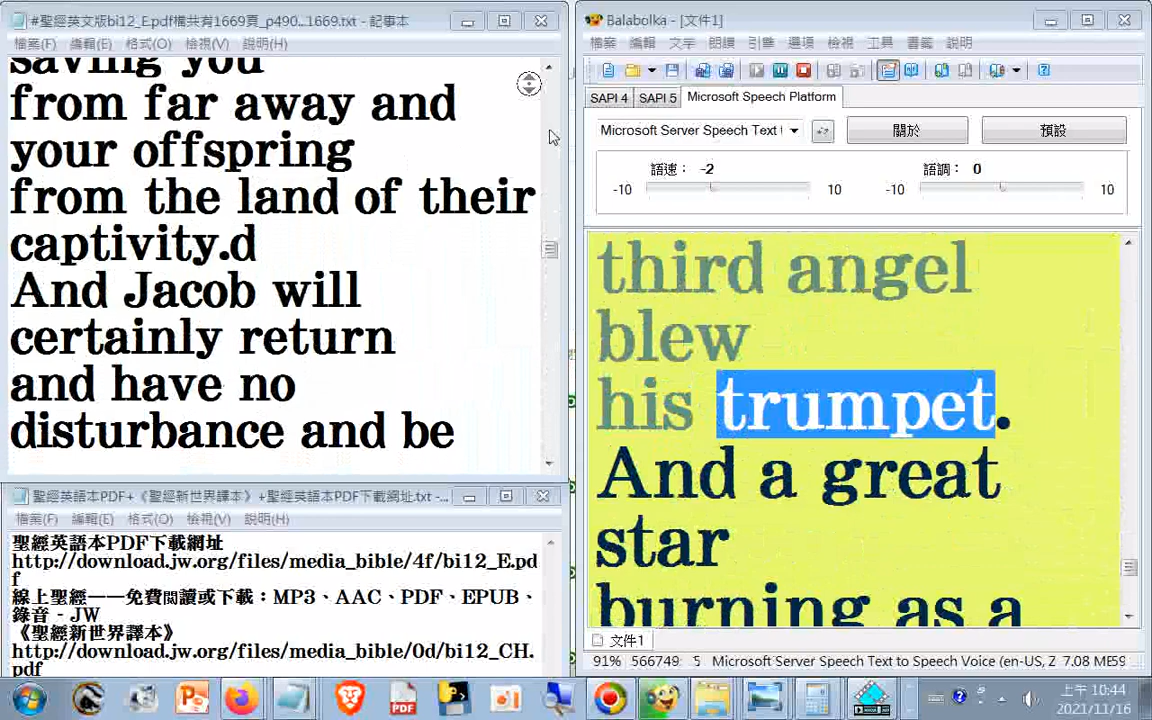 #聖經英文版bi12_E.pdf檔共有1669頁_p490...1669.txt - 記事本
檔案(F) 編輯(E) 格式(O) 檢視(V) 說明(H)
saving you
from far away and
your offspring
from the land of their
captivity.d
And Jacob will
certainly return
and have no
disturbance and be
聖經英語本PDF+《聖經新世界譯本》+聖經英語本PDF下載網址.txt -...
檔案(F) 編輯(E) 格式(O) 檢視(V) 說明(H)
聖經英語本PDF下載網址
http://download.jw.org/files/media_bible/4f/bi12_E.pd
f
線上聖經——免費閱讀或下載：MP3、AAC、PDF、EPUB、
錄音 - JW
《聖經新世界譯本》
http://download.jw.org/files/media_bible/0d/bi12_CH.
pdf
Balabolka - [文件1]
檔案 編輯 文字 朗讀 引擎 選項 檢視 工具 書籤 說明
SAPI 4 SAPI 5 Microsoft Speech Platform
Microsoft Server Speech Text 關於 預設
語速： -2 語調： 0
-10 10 -10 10
third angel
blew
his trumpet.
And a great
star
burning as a
文件1
91% 566749: 5 Microsoft Server Speech Text to Speech Voice (en-US, Z 7.08 ME59
上午 10:44
2021/11/16